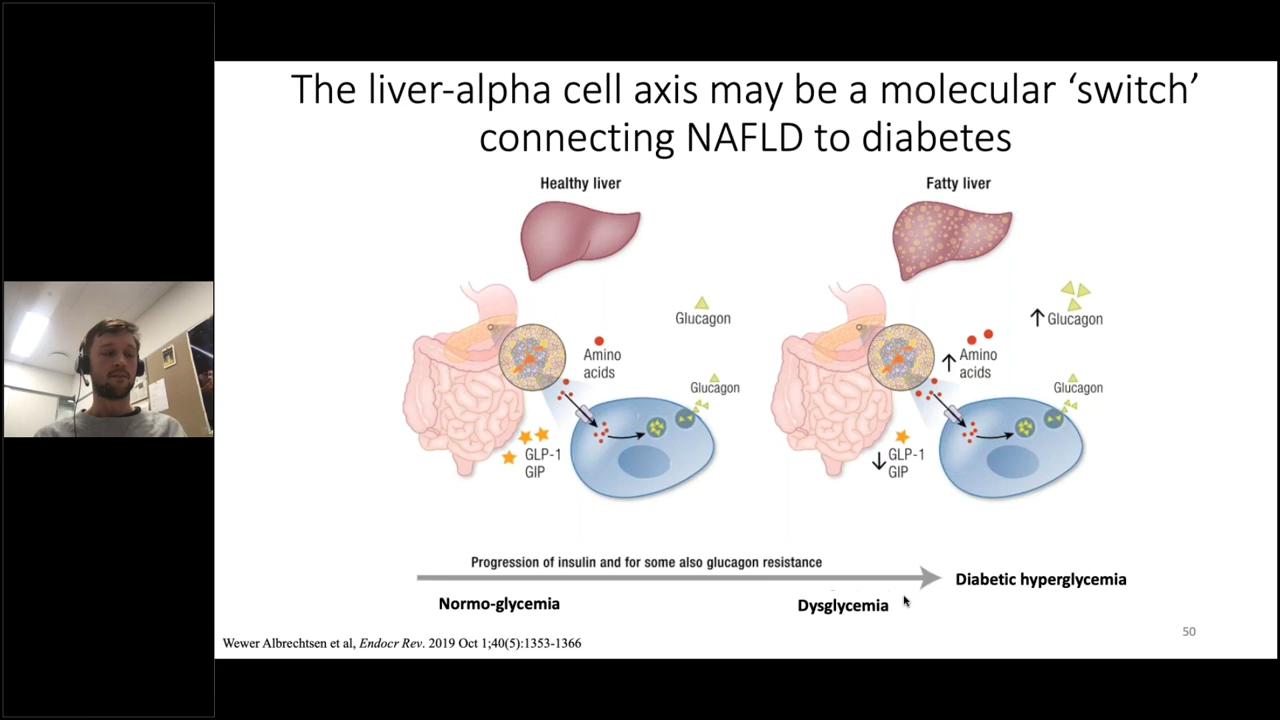 The liver-alpha cell axis may be a molecular ‘switch’
connecting NAFLD to diabetes
Healthy liver
Glucagon
Amino
acids
Glucagon
GLP-1
GIP
Fatty liver
↑ Glucagon
↑ Amino
acids
Glucagon
↓ GLP-1
GIP
Progression of insulin and for some also glucagon resistance
Diabetic hyperglycemia
Normo-glycemia
Dysglycemia
50
Wewer Albrechtsen et al, Endocr Rev. 2019 Oct 1;40(5):1353-1366